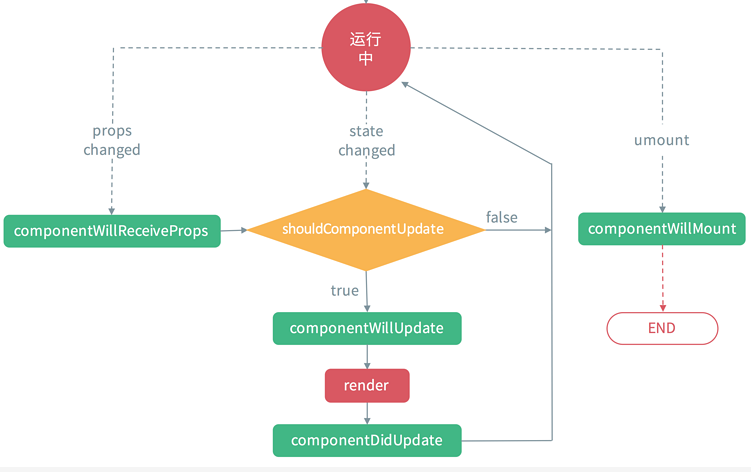 运行
中
props
changed
state
changed
umount
componentWillReceiveProps
shouldComponentUpdate
false
componentWillMount
true
componentWillUpdate
END
render
componentDidUpdate